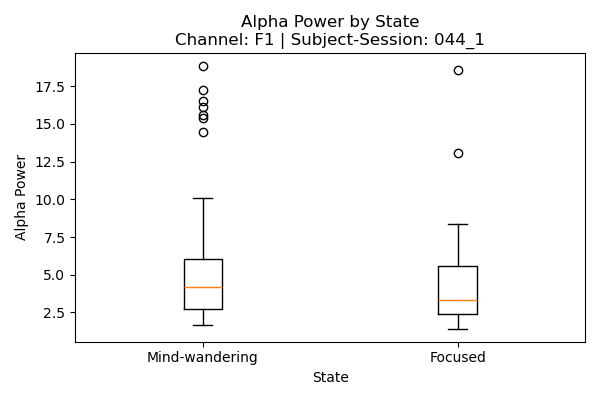 Alpha Power by State
Channel: F1 | Subject-Session: 044_1
17.5
15.0
12.5
10.0
7.5
5.0
2.5
Alpha Power
Mind-wandering
Focused
State